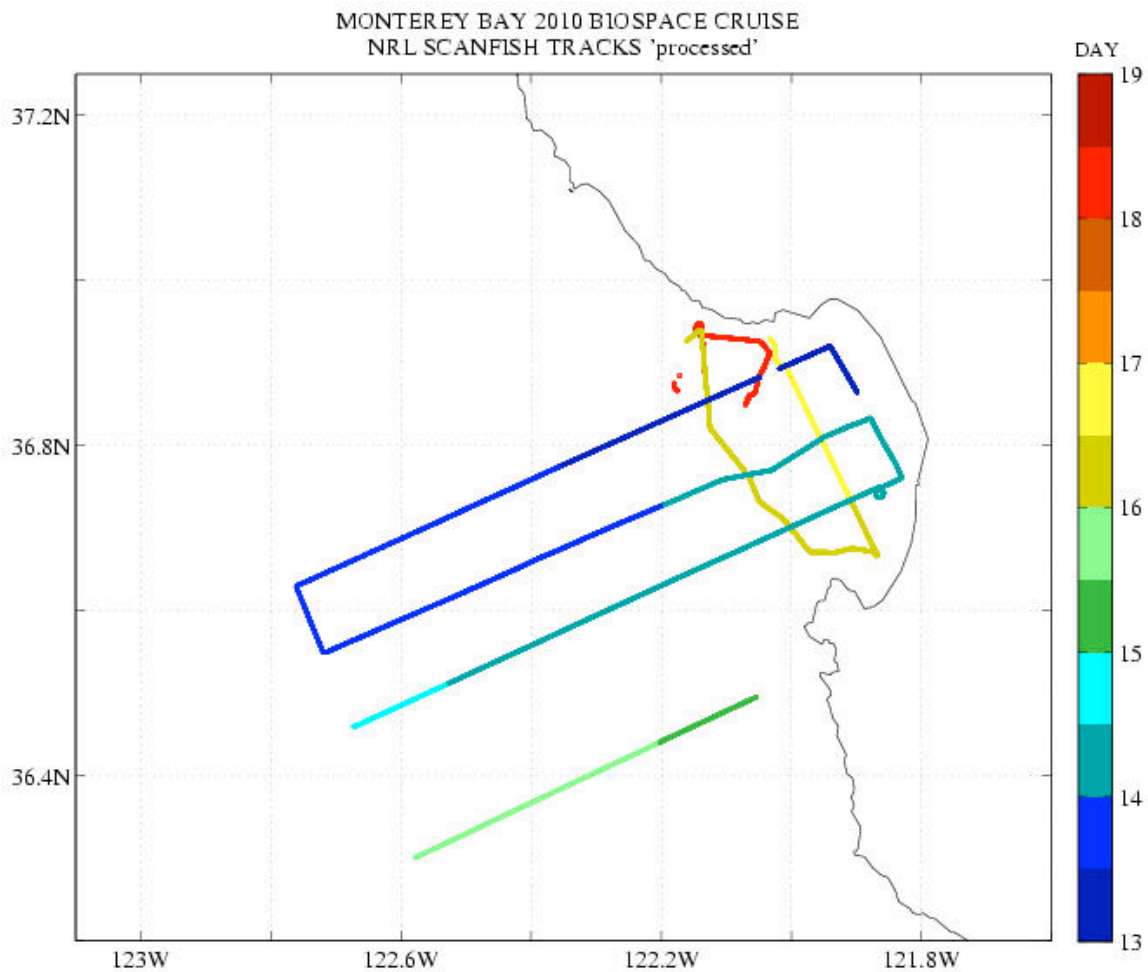 MONTEREY BAY 2010 BIOSPACE CRUISE
NRL SCANFISH TRACKS 'processed'
DAY
19
37.2N
18
17
36.8N
16
15
36.4N
14
13
123W
122.6W
122.2W
121.8W